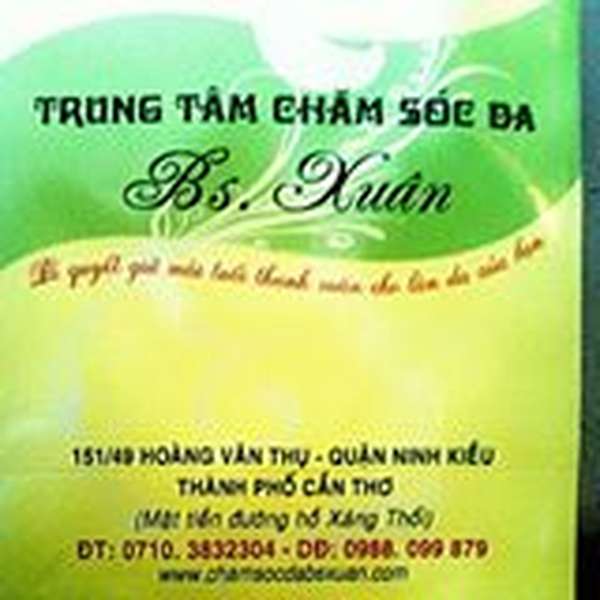 TRUNG TÂM CHĂM SÓC DA
Bs. Xuân
Bí quyết giữ mãi tuổi thanh xuân cho làn da của bạn
151/49 HOÀNG VĂN THỤ - QUẬN NINH KIỀU
THÀNH PHỐ CẦN THƠ
(Mặt tiền đường hồ Xáng Thổi)
ĐT: 0710. 3832304 - DĐ: 0988. 099 879
www.chamsocdabsxuan.com